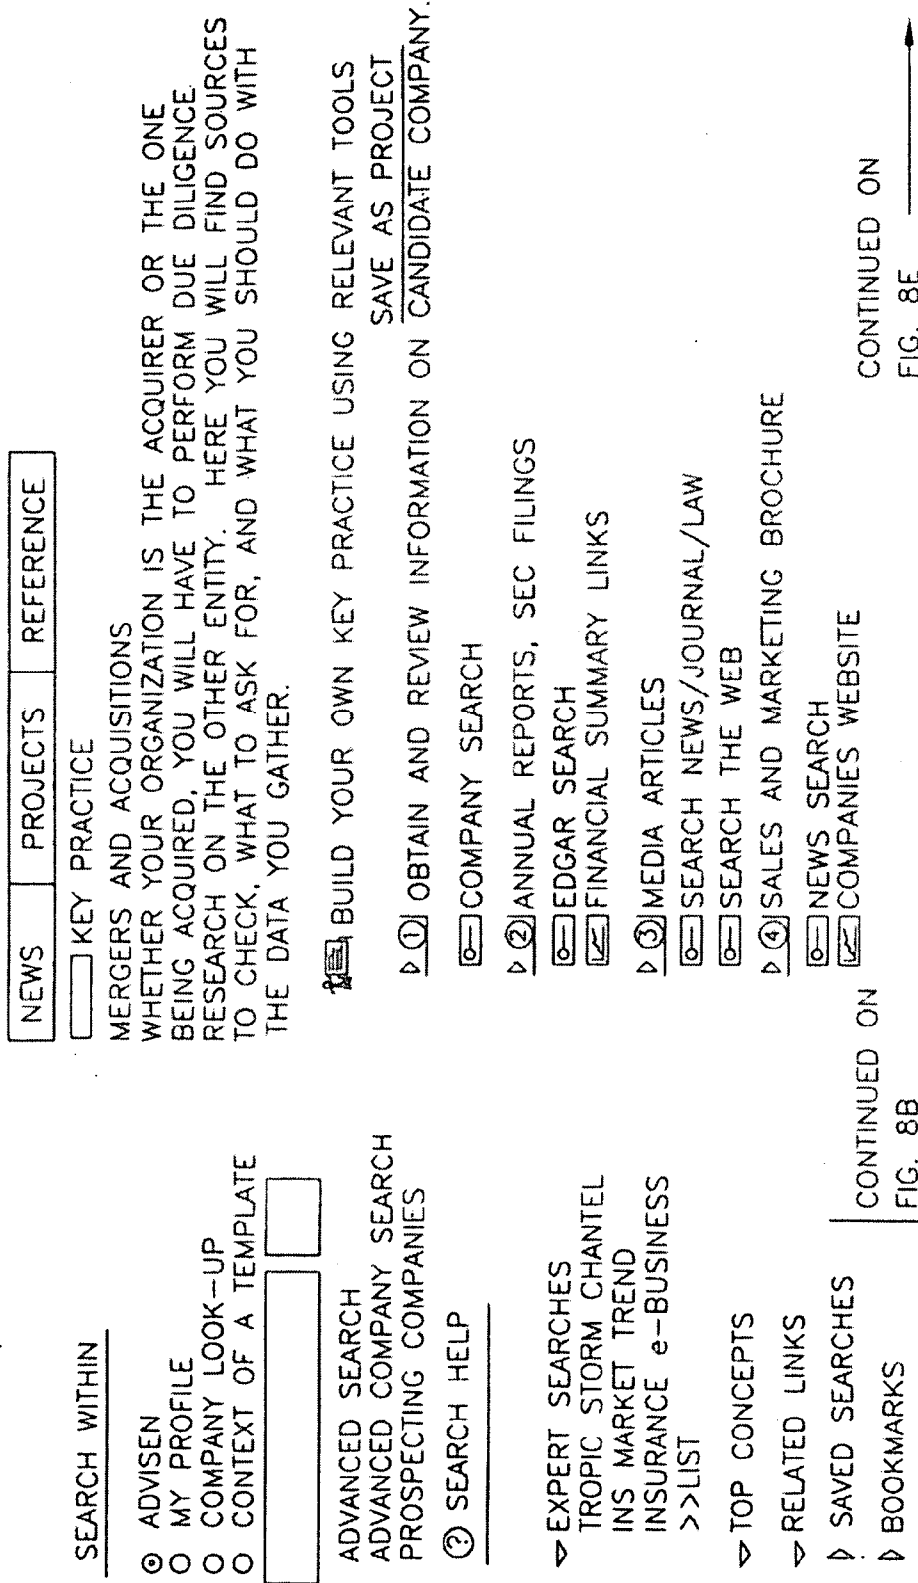 SEARCH WITHIN
ADVISEN
MY PROFILE
COMPANY LOOK-UP
CONTEXT OF A TEMPLATE
ADVANCED SEARCH
ADVANCED COMPANY SEARCH
PROSPECTING COMPANIES
? SEARCH HELP
EXPERT SEARCHES
TROPIC STORM CHANTEL
INS MARKET TREND
INSURANCE e-BUSINESS
>>LIST
TOP CONCEPTS
RELATED LINKS
SAVED SEARCHES
BOOKMARKS
CONTINUED ON
FIG. 8B
NEWS PROJECTS REFERENCE
KEY PRACTICE
MERGERS AND ACQUISITIONS
WHETHER YOUR ORGANIZATION IS THE ACQUIRER OR THE ONE
BEING ACQUIRED, YOU WILL HAVE TO PERFORM DUE DILIGENCE
RESEARCH ON THE OTHER ENTITY. HERE YOU WILL FIND SOURCES
TO CHECK, WHAT TO ASK FOR, AND WHAT YOU SHOULD DO WITH
THE DATA YOU GATHER.
BUILD YOUR OWN KEY PRACTICE USING RELEVANT TOOLS
SAVE AS PROJECT
1 OBTAIN AND REVIEW INFORMATION ON CANDIDATE COMPANY.
COMPANY SEARCH
2 ANNUAL REPORTS, SEC FILINGS
EDGAR SEARCH
FINANCIAL SUMMARY LINKS
3 MEDIA ARTICLES
SEARCH NEWS/JOURNAL/LAW
SEARCH THE WEB
4 SALES AND MARKETING BROCHURE
NEWS SEARCH
COMPANIES WEBSITE
CONTINUED ON
FIG. 8E